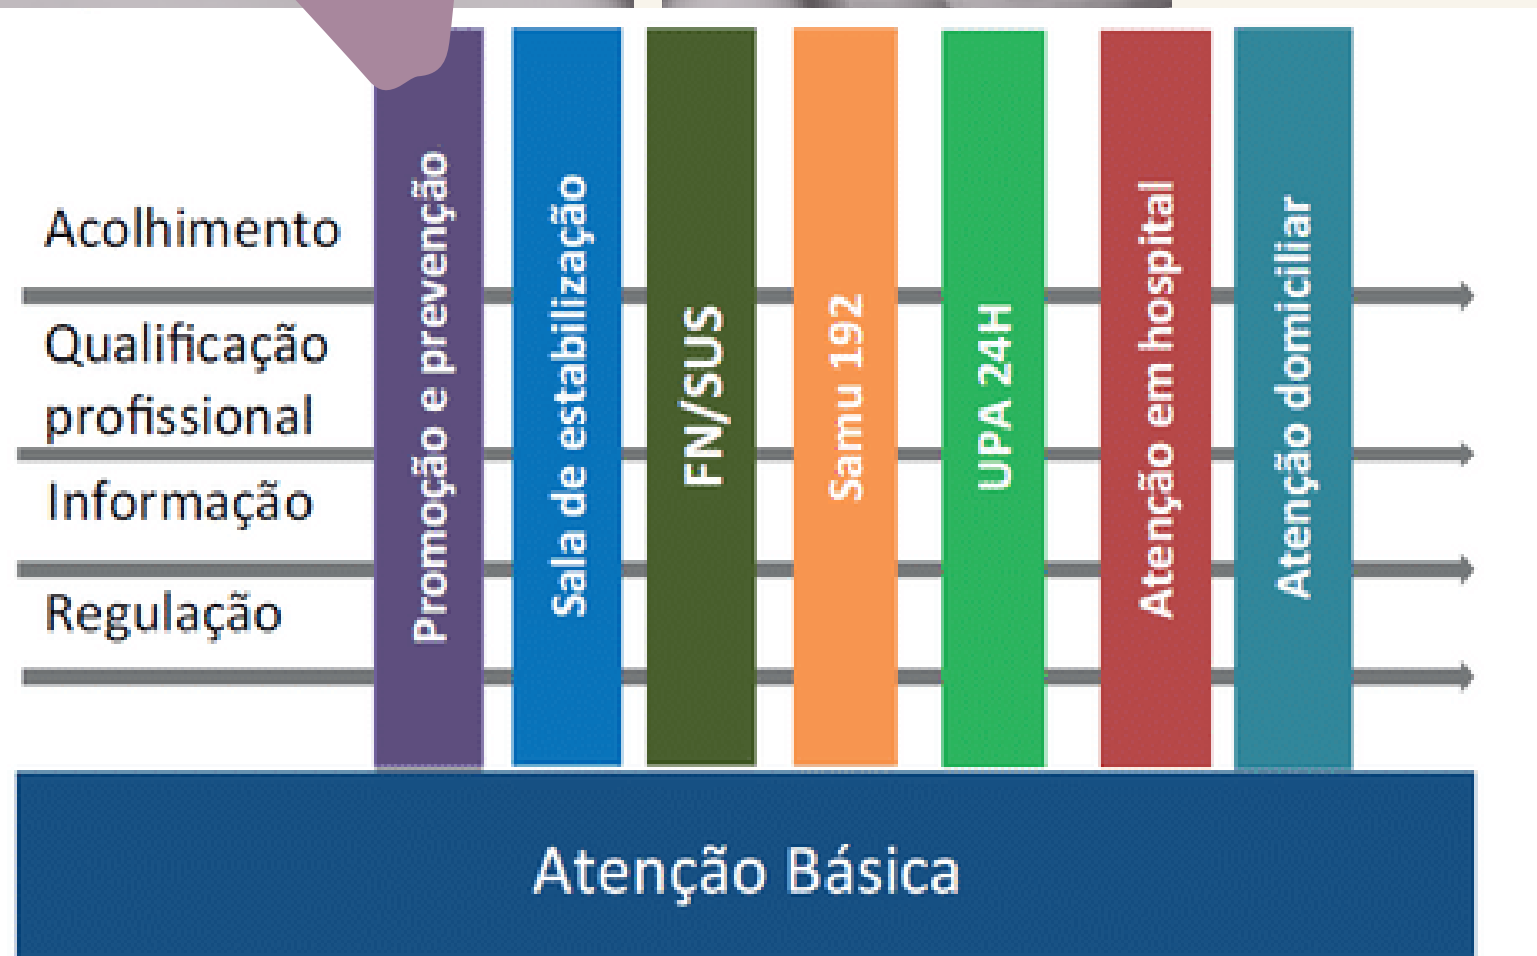 Acolhimento
Qualificação
profissional
Informação
Regulação
Promoção e prevenção
Sala de estabilização
FN/SUS
Samu 192
UPA 24H
Atenção em hospital
Atenção domiciliar
Atenção Básica